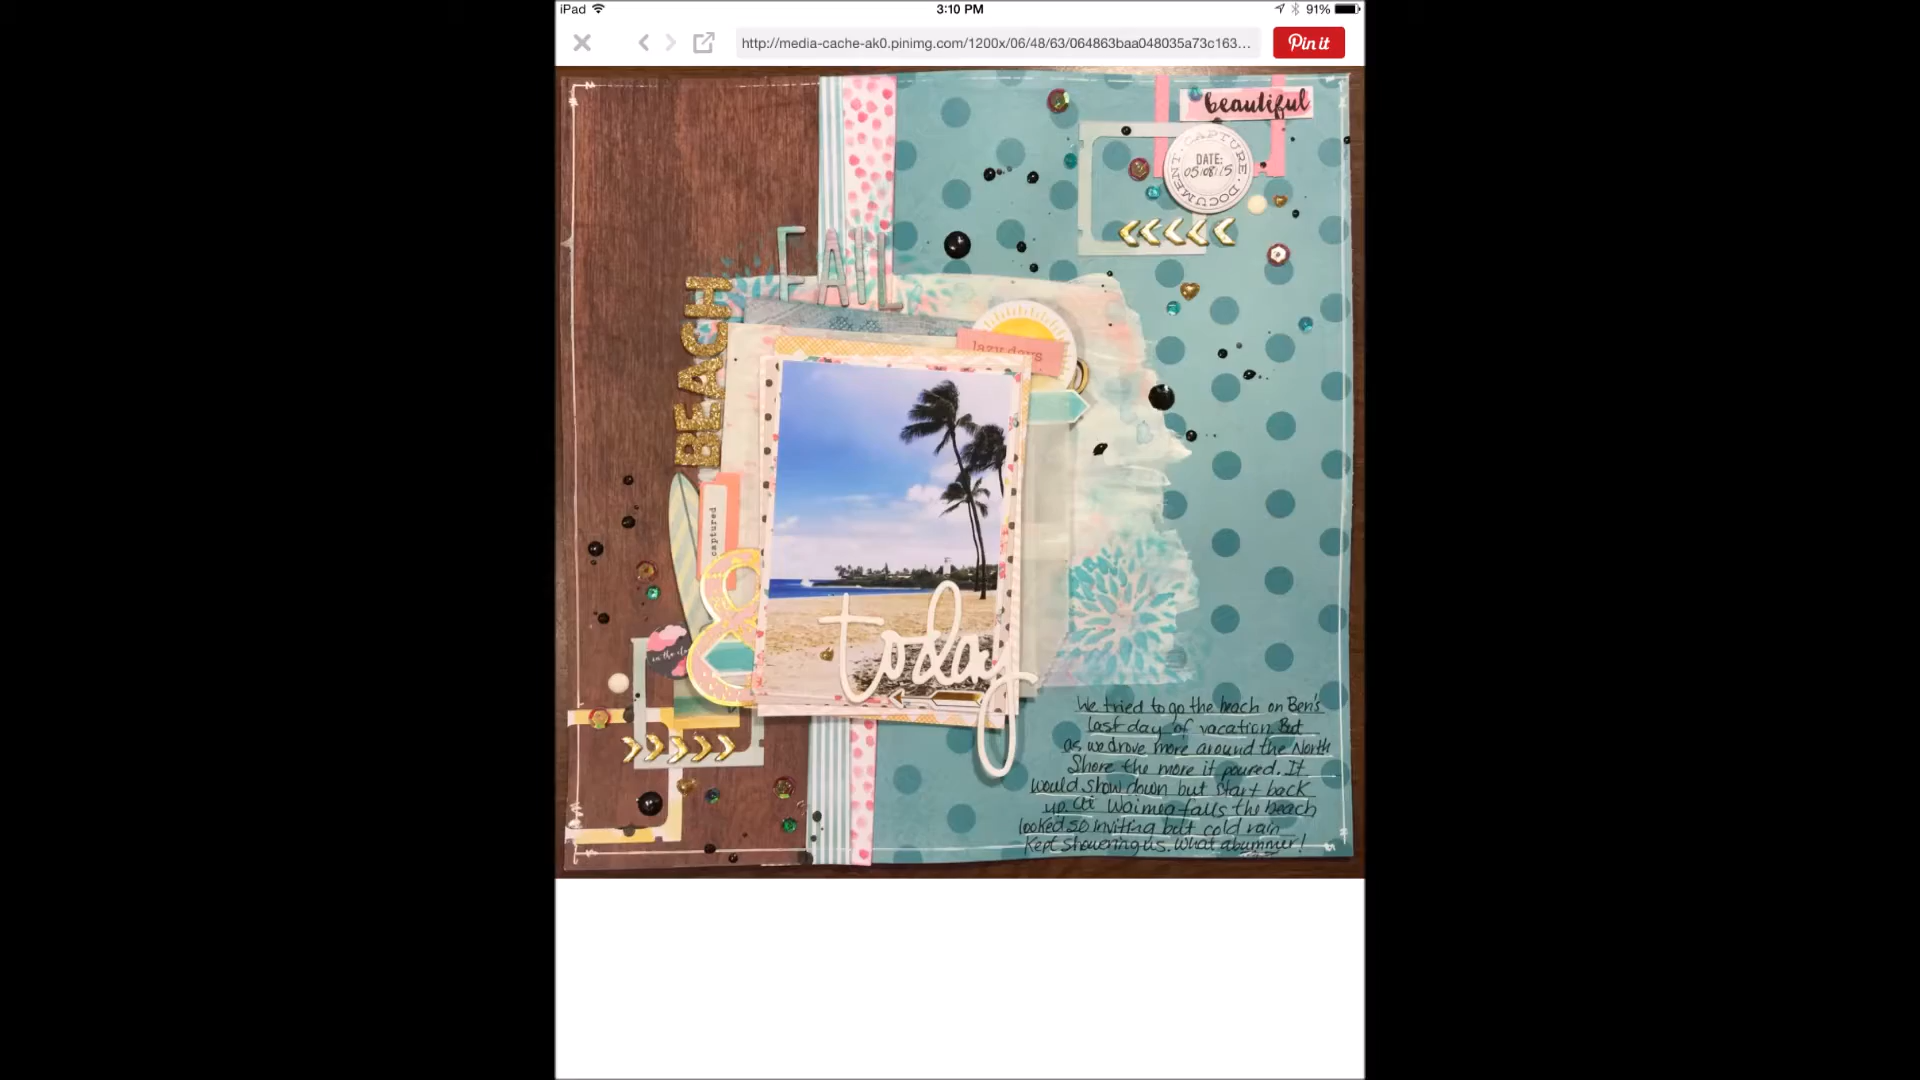 iPad
3:10 PM
91%
http://media-cache-ak0.pinimg.com/1200x/06/48/63/064863baa048035a73c163...
Pin it
beautiful
DOCUMENT · CAPTURE ·
DATE:
05/08/15
FAIL
BEACH
lazy days
captured
8
in the
today
We tried to go the beach on Ben's
last day of vacation. But
as we drove more around the North
Shore the more it poured. It
would slow down but start back
up. At Waimea falls the beach
looked so inviting but cold rain
Kept showering us. What a bummer!